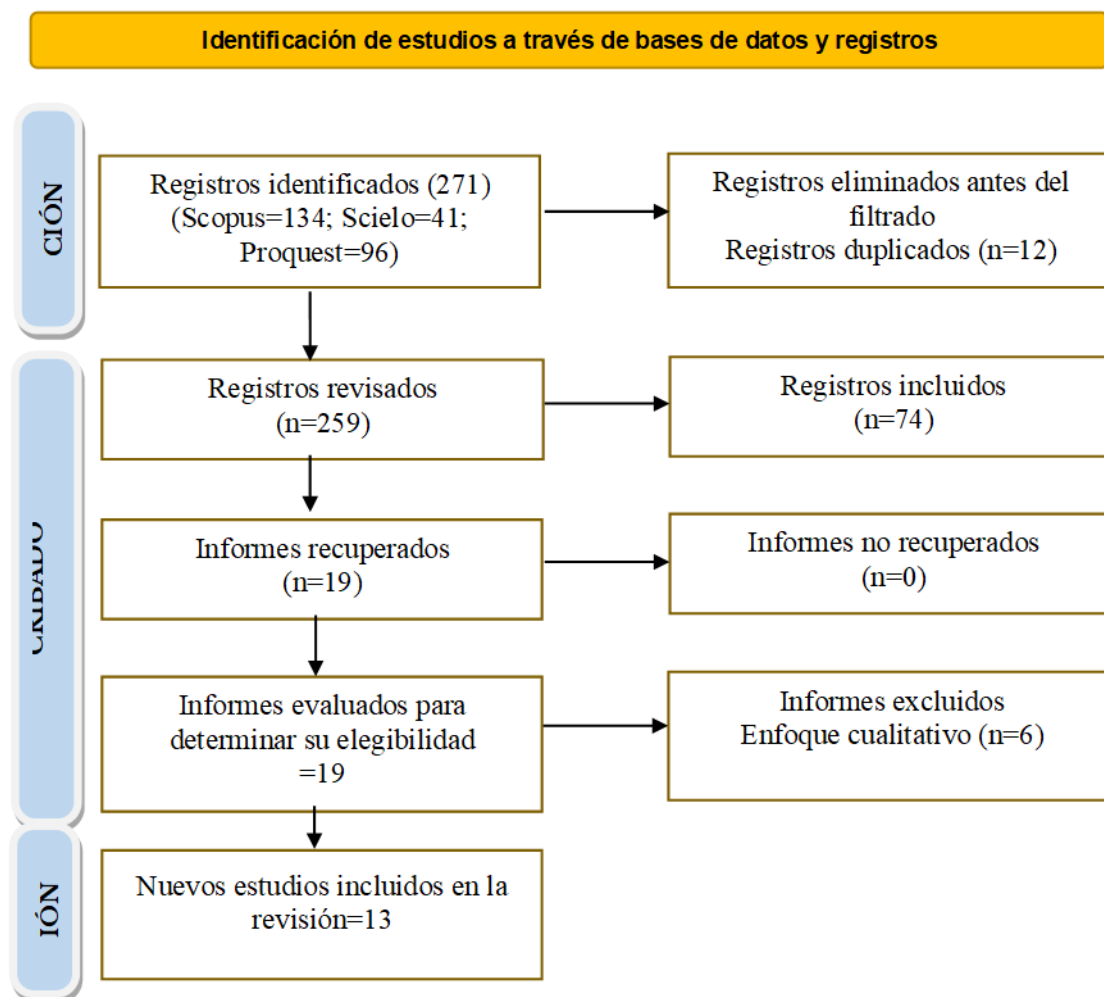 Identificación de estudios a través de bases de datos y registros
CIÓN
Registros identificados (271)
(Scopus=134; Scielo=41;
Proquest=96)
Registros eliminados antes del
filtrado
Registros duplicados (n=12)
CRIBADO
Registros revisados
(n=259)
Registros incluidos
(n=74)
Informes recuperados
(n=19)
Informes no recuperados
(n=0)
Informes evaluados para
determinar su elegibilidad
=19
Informes excluidos
Enfoque cualitativo (n=6)
IÓN
Nuevos estudios incluidos en la
revisión=13